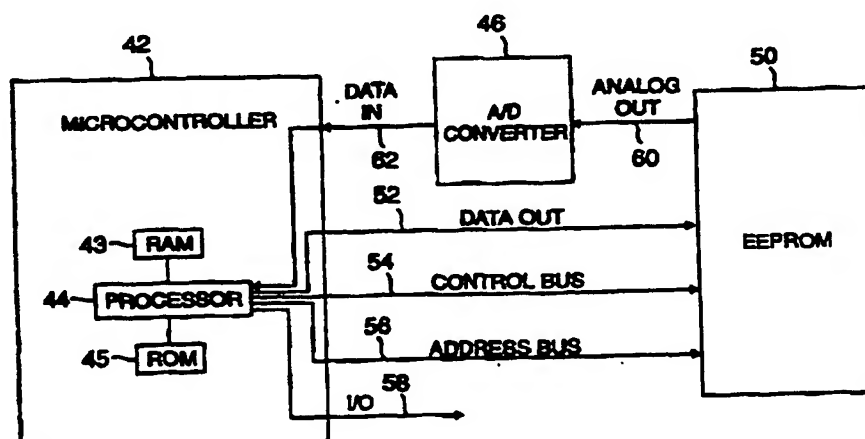 42
46
50
MICROCONTROLLER
DATA
IN
62
A/D
CONVERTER
ANALOG
OUT
60
52
DATA OUT
EEPROM
43
RAM
54
CONTROL BUS
44
PROCESSOR
56
ADDRESS BUS
45
ROM
I/O
58